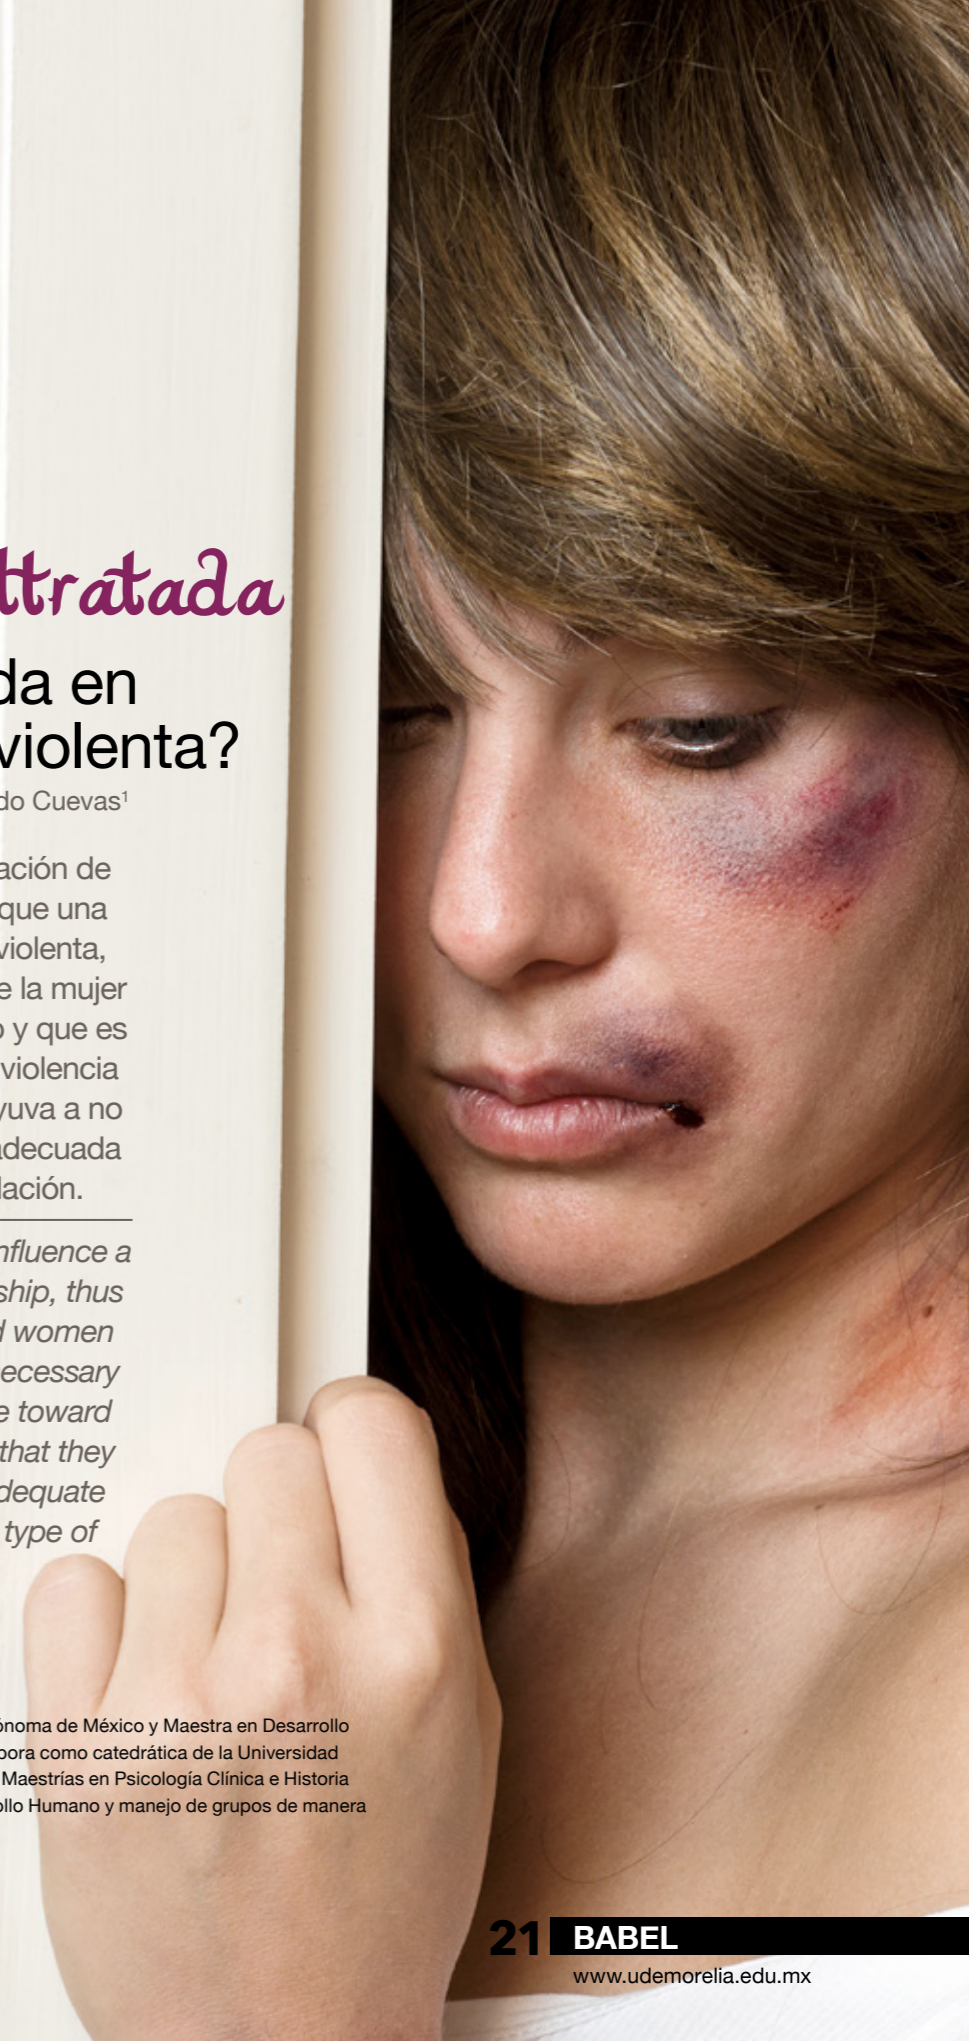 ttratada
da en
violenta?
do Cuevas¹
ación de
que una
violenta,
e la mujer
o y que es
violencia
yuva a no
adecuada
lación.
nfluence a
ship, thus
d women
ecessary
e toward
that they
dequate
type of
ónoma de México y Maestra en Desarrollo
bora como catedrática de la Universidad
Maestrías en Psicología Clínica e Historia
ollo Humano y manejo de grupos de manera
21 BABEL
www.udemorelia.edu.mx